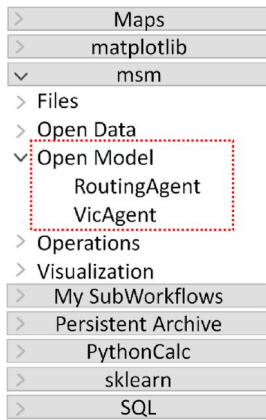 Maps
matplotlib
msm
Files
Open Data
Open Model
RoutingAgent
VicAgent
Operations
Visualization
My SubWorkflows
Persistent Archive
PythonCalc
sklearn
SQL